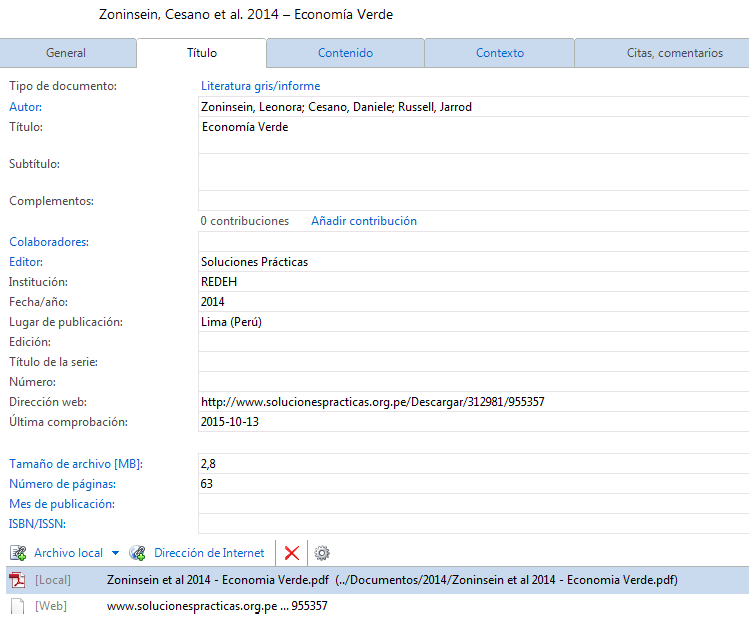 Zoninsein, Cesano et al. 2014 – Economía Verde
General Título Contenido Contexto Citas, comentarios
Tipo de documento: Literatura gris/informe
Autor: Zoninsein, Leonora; Cesano, Daniele; Russell, Jarrod
Título: Economía Verde
Subtítulo:
Complementos:
0 contribuciones Añadir contribución
Colaboradores:
Editor: Soluciones Prácticas
Institución: REDEH
Fecha/año: 2014
Lugar de publicación: Lima (Perú)
Edición:
Título de la serie:
Número:
Dirección web: http://www.solucionespracticas.org.pe/Descargar/312981/955357
Última comprobación: 2015-10-13
Tamaño de archivo [MB]: 2,8
Número de páginas: 63
Mes de publicación:
ISBN/ISSN:
Archivo local Dirección de Internet
[Local] Zoninsein et al 2014 - Economia Verde.pdf (../Documentos/2014/Zoninsein et al 2014 - Economia Verde.pdf)
[Web] www.solucionespracticas.org.pe ... 955357